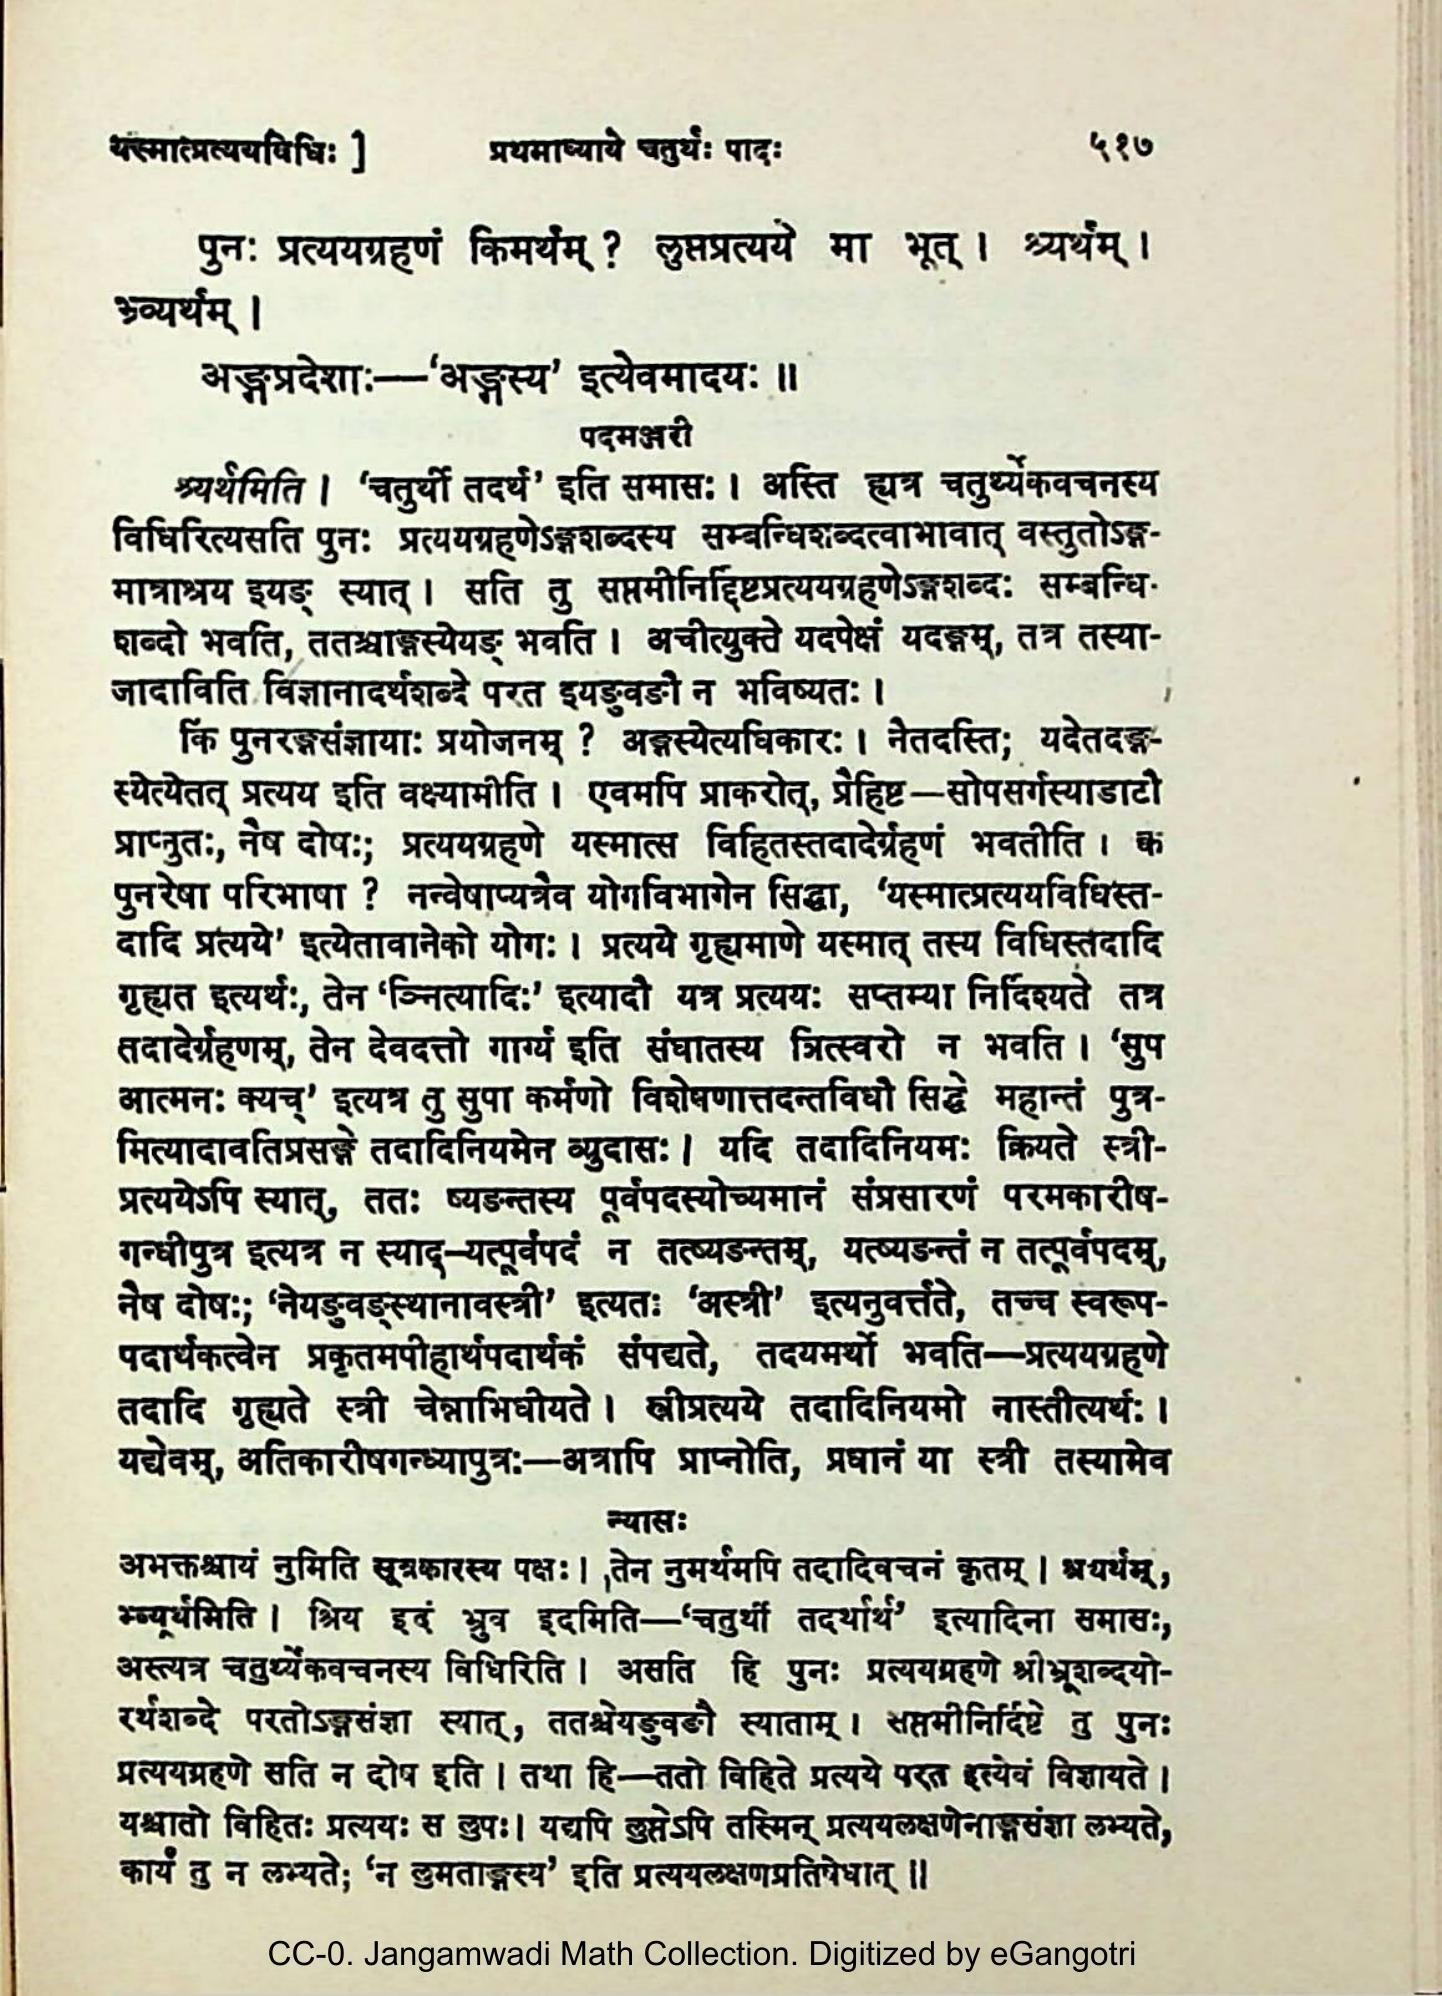 यस्मात्प्रत्ययविधिः ] प्रथमाध्याये चतुर्थः पादः ५१७
पुनः प्रत्ययग्रहणं किमर्थम् ? लुप्तप्रत्यये मा भूत् । श्र्यर्थम् ।
भ्र्व्यर्थम् ।
अङ्गप्रदेशाः—‘अङ्गस्य’ इत्येवमादयः ॥
पदमञ्जरी
श्र्यर्थमिति । ‘चतुर्थी तदर्थ’ इति समासः । अस्ति ह्यत्र चतुर्थ्येकवचनस्य
विधिरित्यसति पुनः प्रत्ययग्रहणेऽङ्गशब्दस्य सम्बन्धिशब्दत्वाभावात् वस्तुतोऽङ्ग-
मात्राश्रय इयङ् स्यात् । सति तु सप्तमीनिर्द्दिष्टप्रत्ययग्रहणेऽङ्गशब्दः सम्बन्धि-
शब्दो भवति, ततश्चाङ्गस्येयङ् भवति । अचीत्युक्ते यदपेक्षं यदङ्गम्, तत्र तस्या-
जादाविति विज्ञानादर्थशब्दे परत इयङुवङौ न भविष्यतः ।
किं पुनरङ्गसंज्ञायाः प्रयोजनम् ? अङ्गस्येत्यधिकारः । नैतदस्ति; यदेतदङ्ग-
स्येत्येतत् प्रत्यय इति वक्ष्यामीति । एवमपि प्राकरोत्, प्रैहिष्ट—सोपसर्गस्याडाटौ
प्राप्नुतः, नैष दोषः; प्रत्ययग्रहणे यस्मात्स विहितस्तदादेर्ग्रहणं भवतीति । क्व
पुनरेषा परिभाषा ? नन्वेषाप्यत्रैव योगविभागेन सिद्धा, ‘यस्मात्प्रत्ययविधिस्त-
दादि प्रत्यये’ इत्येतावानेको योगः । प्रत्यये गृह्यमाणे यस्मात् तस्य विधिस्तदादि
गृह्यत इत्यर्थः, तेन ‘ञ्नित्यादिः’ इत्यादौ यत्र प्रत्ययः सप्तम्या निर्दिश्यते तत्र
तदादेर्ग्रहणम्, तेन देवदत्तो गार्ग्य इति संघातस्य ञित्स्वरो न भवति । ‘सुप
आत्मनः क्यच्’ इत्यत्र तु सुपा कर्मणो विशेषणात्तदन्तविधौ सिद्धे महान्तं पुत्र-
मित्यादावतिप्रसङ्गे तदादिनियमेन व्युदासः । यदि तदादिनियमः क्रियते स्त्री-
प्रत्ययेऽपि स्यात्, ततः ष्यङन्तस्य पूर्वपदस्योच्यमानं संप्रसारणं परमकारीष-
गन्धीपुत्र इत्यत्र न स्याद्—यत्पूर्वपदं न तत्ष्यङन्तम्, यत्ष्यङन्तं न तत्पूर्वपदम्,
नैष दोषः; ‘नेयङुवङ्स्थानावस्त्री’ इत्यतः ‘अस्त्री’ इत्यनुवर्त्तते, तच्च स्वरूप-
पदार्थकत्वेन प्रकृतमपीहार्थपदार्थकं संपद्यते, तदयमर्थो भवति—प्रत्ययग्रहणे
तदादि गृह्यते स्त्री चेन्नाभिधीयते । स्त्रीप्रत्यये तदादिनियमो नास्तीत्यर्थः ।
यद्येवम्, अतिकारीषगन्ध्यापुत्रः—अत्रापि प्राप्नोति, प्रधानं या स्त्री तस्यामेव
न्यासः
अभक्तश्चायं नुमिति सूत्रकारस्य पक्षः । तेन नुमर्थमपि तदादिवचनं कृतम् । श्र्यर्थम्,
इति । श्रिय इदं भ्रुव इदमिति—‘चतुर्थी तदर्थार्थ’ इत्यादिना समासः,
अस्त्यत्र चतुर्थ्येकवचनस्य विधिरिति । असति हि पुनः प्रत्ययग्रहणे श्रीभ्रूशब्दयो-
रर्थशब्दे परतोऽङ्गसंज्ञा स्यात्, ततश्चेयङुवङौ स्याताम् । सप्तमीनिर्दिष्टे तु पुनः
प्रत्ययग्रहणे सति न दोष इति । तथा हि—ततो विहिते प्रत्यये परत इत्येवं विज्ञायते ।
यश्चातो विहितः प्रत्ययः स लुप्तः । यद्यपि लुप्तेऽपि तस्मिन् प्रत्ययलक्षणेनाङ्गसंज्ञा लभ्यते,
कार्यं तु न लभ्यते; ‘न लुमताङ्गस्य’ इति प्रत्ययलक्षणप्रतिषेधात् ॥
CC-0. Jangamwadi Math Collection. Digitized by eGangotri